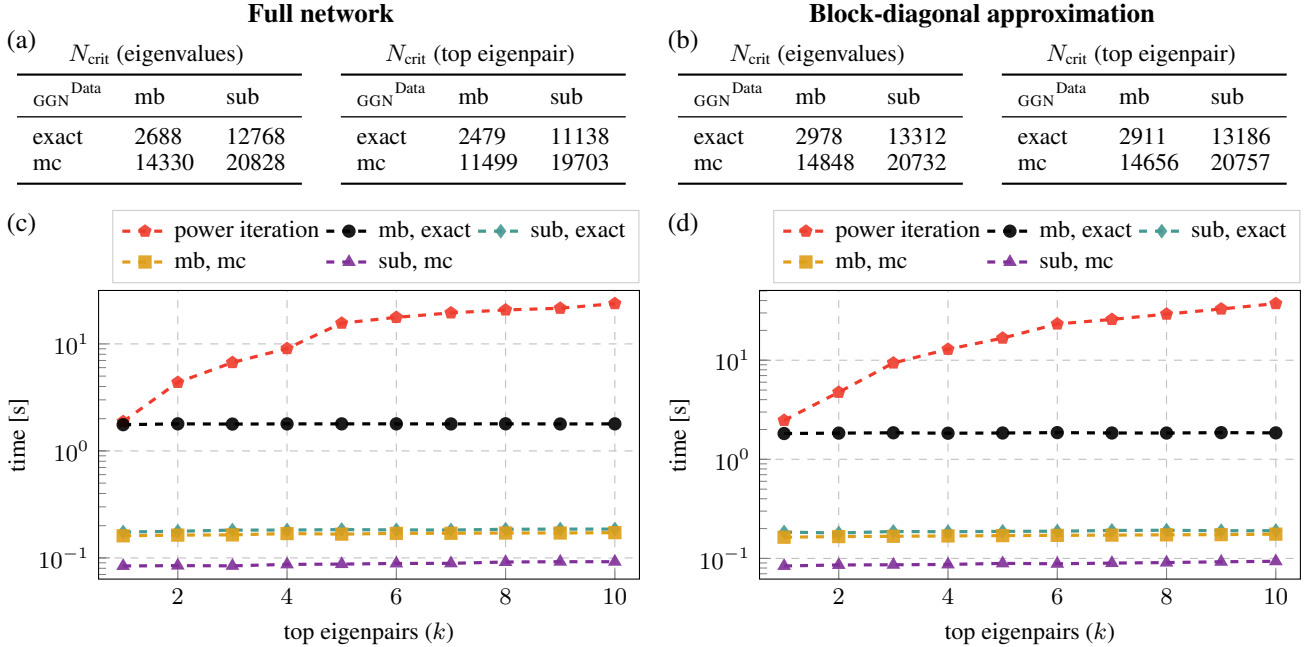 Full network
Block-diagonal approximation
(a)
N_crit (eigenvalues)
GGN Data mb sub
exact 2688 12768
mc 14330 20828
N_crit (top eigenpair)
GGN Data mb sub
exact 2479 11138
mc 11499 19703
(b)
N_crit (eigenvalues)
GGN Data mb sub
exact 2978 13312
mc 14848 20732
N_crit (top eigenpair)
GGN Data mb sub
exact 2911 13186
mc 14656 20757
(c)
power iteration mb, exact sub, exact
mb, mc sub, mc
time [s]
10^1
10^0
10^−1
2 4 6 8 10
top eigenpairs (k)
(d)
power iteration mb, exact sub, exact
mb, mc sub, mc
time [s]
10^1
10^0
10^−1
2 4 6 8 10
top eigenpairs (k)